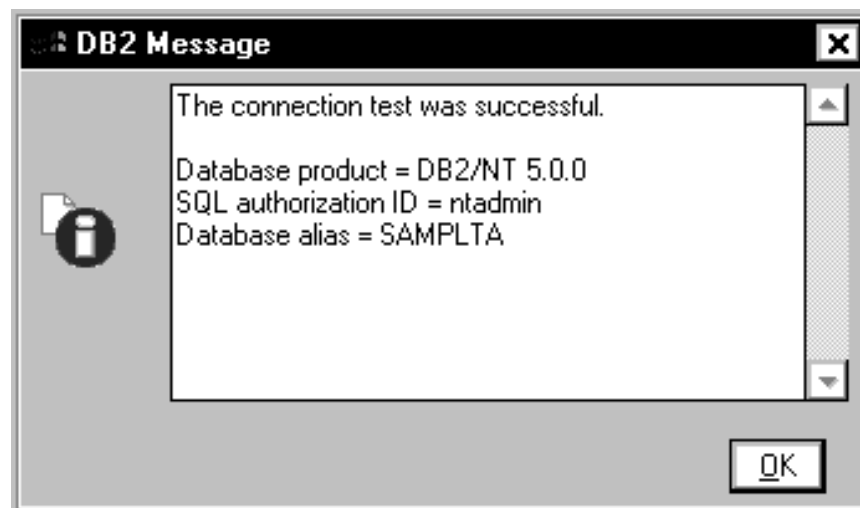 DB2 Message
The connection test was successful.
Database product = DB2/NT 5.0.0
SQL authorization ID = ntadmin
Database alias = SAMPLTA
OK